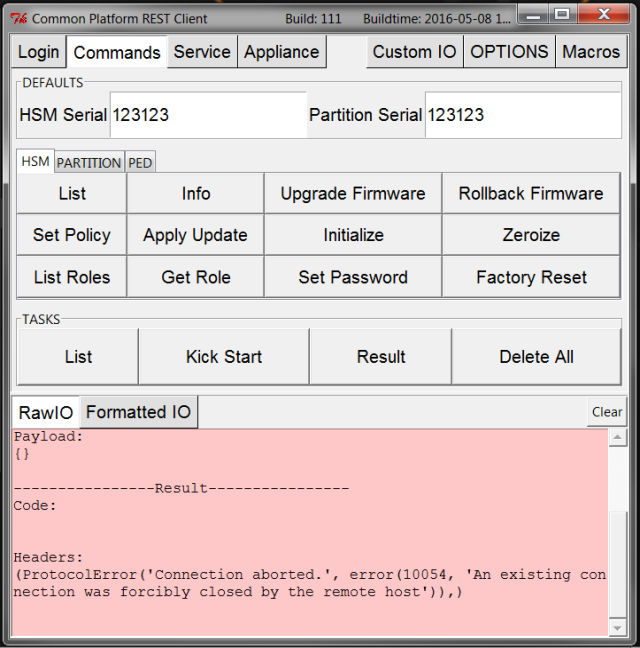 Common Platform REST Client Build: 111 Buildtime: 2016-05-08 1...
Login Commands Service Appliance Custom IO OPTIONS Macros
DEFAULTS
HSM Serial 123123 Partition Serial 123123
HSM PARTITION PED
List Info Upgrade Firmware Rollback Firmware
Set Policy Apply Update Initialize Zeroize
List Roles Get Role Set Password Factory Reset
TASKS
List Kick Start Result Delete All
RawIO Formatted IO Clear
Payload:
{}
----------------Result----------------
Code:
Headers:
(ProtocolError('Connection aborted.', error(10054, 'An existing con
nection was forcibly closed by the remote host')),)